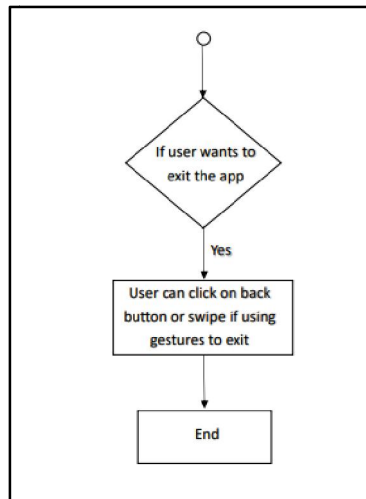 If user wants to
exit the app
Yes
User can click on back
button or swipe if using
gestures to exit
End